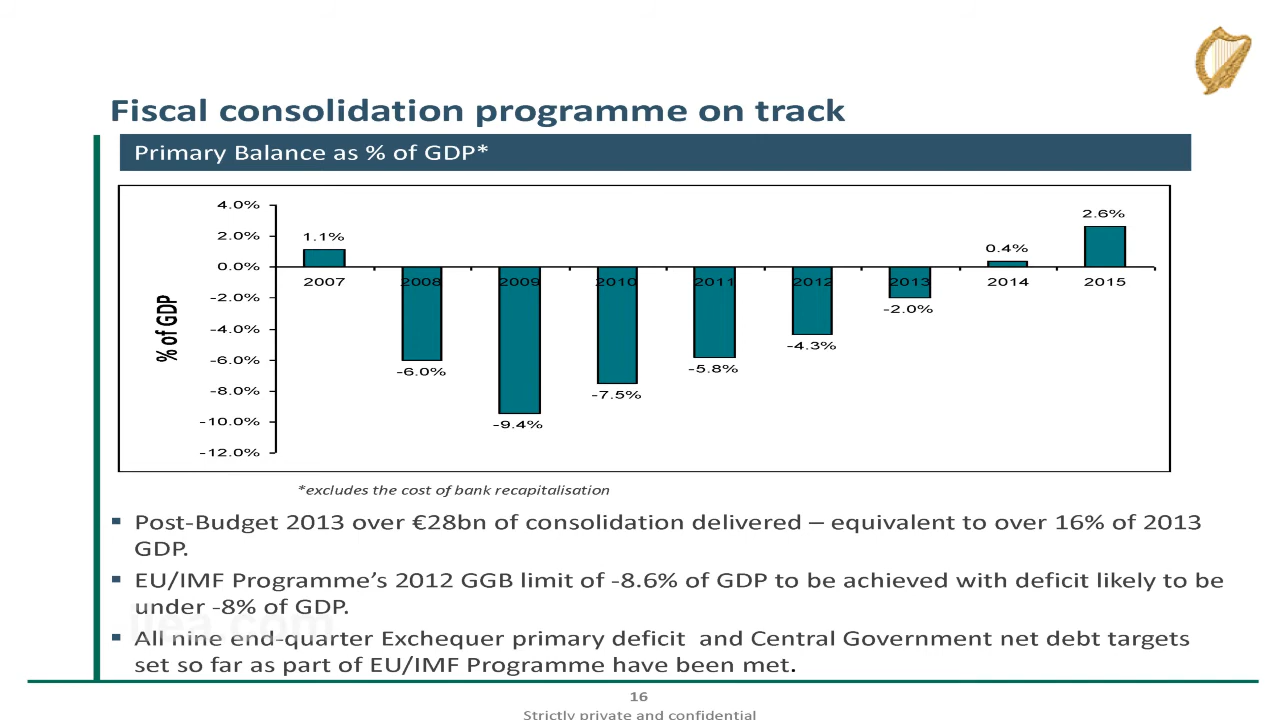 Fiscal consolidation programme on track
Primary Balance as % of GDP*
4.0%
2.0%
0.0%
-2.0%
-4.0%
-6.0%
-8.0%
-10.0%
-12.0%
% of GDP
1.1%
-6.0%
-9.4%
-7.5%
-5.8%
-4.3%
-2.0%
0.4%
2.6%
2007 2008 2009 2010 2011 2012 2013 2014 2015
*excludes the cost of bank recapitalisation
▪ Post-Budget 2013 over €28bn of consolidation delivered – equivalent to over 16% of 2013
GDP.
▪ EU/IMF Programme’s 2012 GGB limit of -8.6% of GDP to be achieved with deficit likely to be
under -8% of GDP.
▪ All nine end-quarter Exchequer primary deficit  and Central Government net debt targets
set so far as part of EU/IMF Programme have been met.
iiea.com
16
Strictly private and confidential